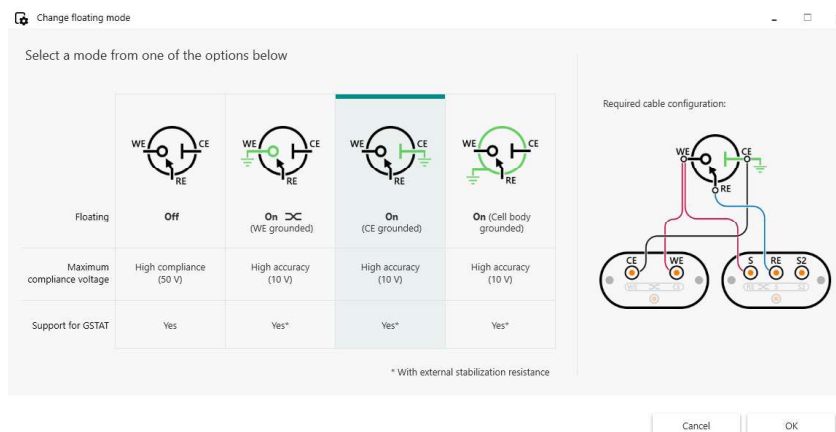 Change floating mode
Select a mode from one of the options below
WE CE RE
WE CE RE
WE CE RE
WE CE RE
Floating
Off
On
(WE grounded)
On
(CE grounded)
On (Cell body
grounded)
Maximum
compliance voltage
High compliance
(50 V)
High accuracy
(10 V)
High accuracy
(10 V)
High accuracy
(10 V)
Support for GSTAT
Yes
Yes*
Yes*
Yes*
* With external stabilization resistance
Required cable configuration:
WE CE
RE
CE WE
WE CE
S RE S2
RE S
Cancel
OK